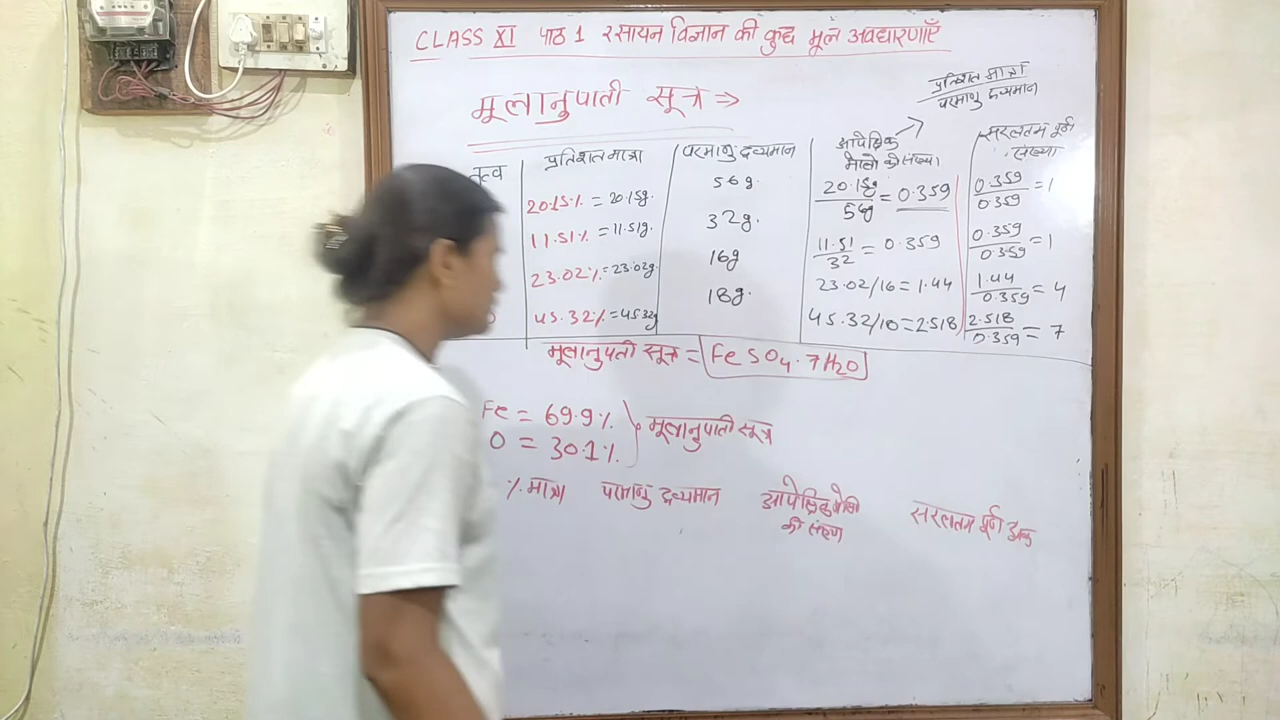 CLASS XI पाठ 1 रसायन विज्ञान की कुछ मूल अवधारणाएँ
मूलानुपाती सूत्र ⇒
प्रतिशत मात्रा
परमाणु द्रव्यमान
तत्व प्रतिशत मात्रा परमाणु द्रव्यमान आपेक्षिक मोलो की संख्या सरलतम पूर्ण संख्या
20.15% = 20.15g. 56g. 20.15g/56g = 0.359 0.359/0.359 = 1
11.51% = 11.51g. 32g. 11.51/32 = 0.359 0.359/0.359 = 1
23.02% = 23.02g. 16g 23.02/16 = 1.44 1.44/0.359 = 4
45.32% = 45.32g 18g. 45.32/18 = 2.518 2.518/0.359 = 7
मूलानुपाती सूत्र = FeSO4.7H2O
Fe = 69.9% } मूलानुपाती सूत्र
O = 30.1%
% मात्रा परमाणु द्रव्यमान आपेक्षिक की सरलतम पूर्ण